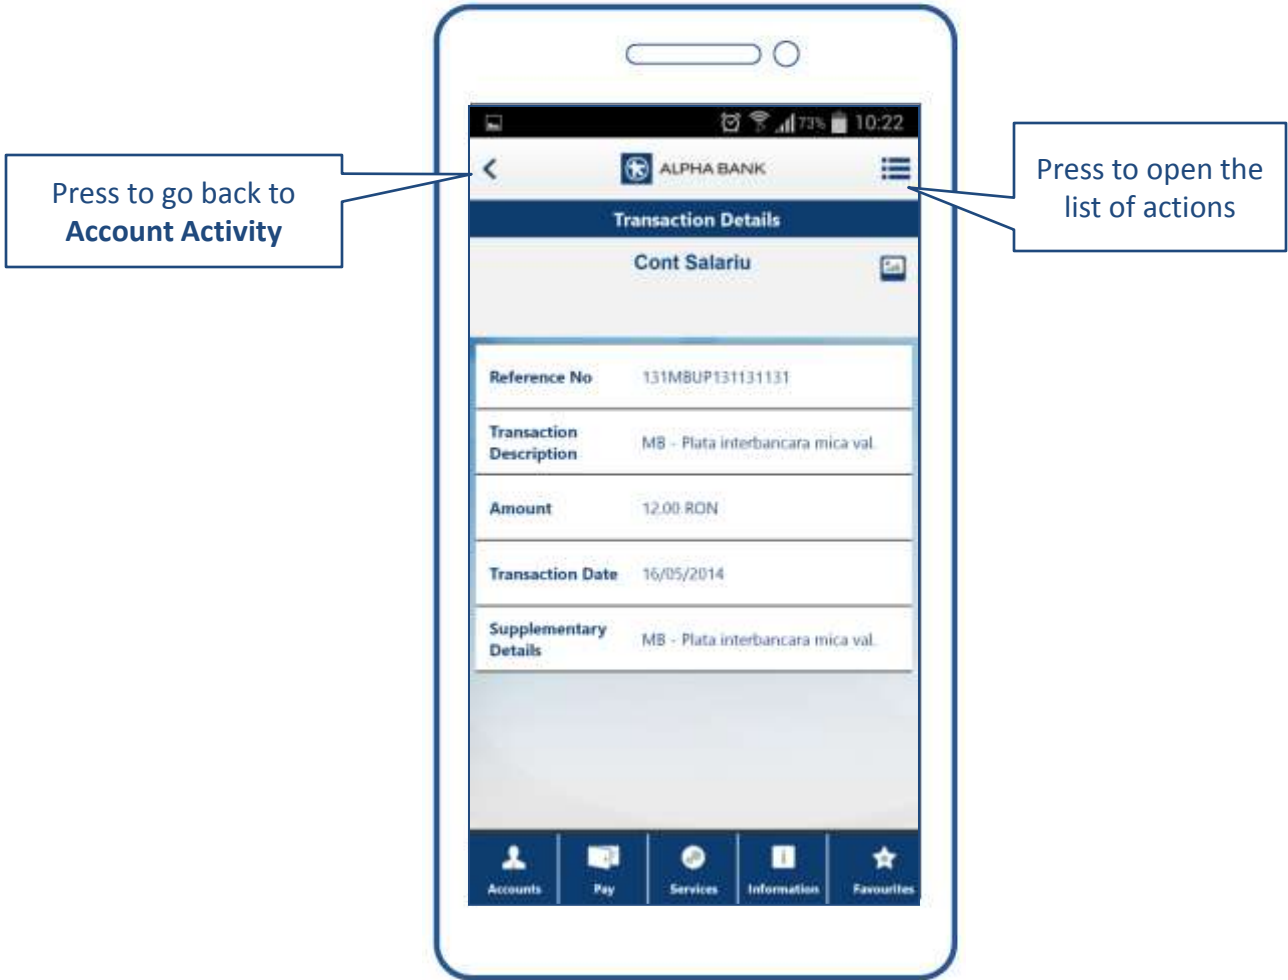 73% 10:22
ALPHA BANK
Press to go back to
Account Activity
Press to open the
list of actions
Transaction Details
Cont Salariu
Reference No 131MBUP131131131
Transaction
Description
MB - Plata interbancara mica val.
Amount 12.00 RON
Transaction Date 16/05/2014
Supplementary
Details
MB - Plata interbancara mica val.
Accounts Pay Services Information Favourites